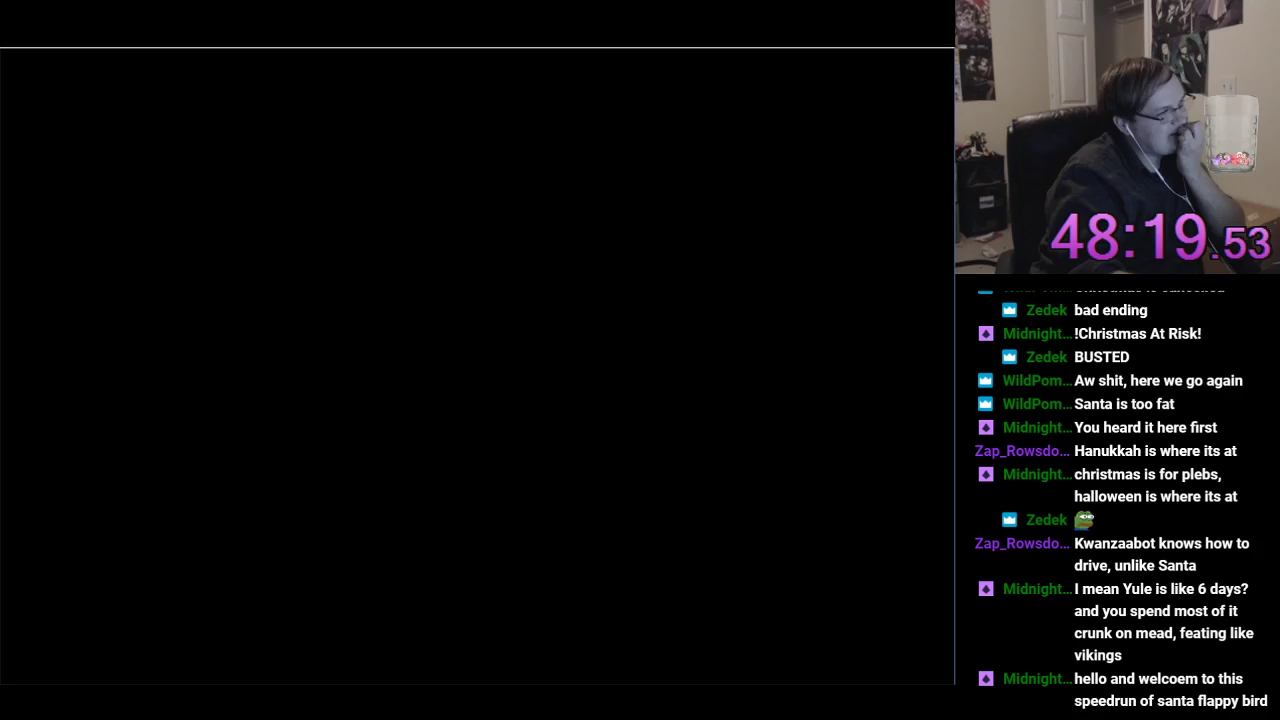 48:19.53
Zedek bad ending
Midnight... !Christmas At Risk!
Zedek BUSTED
WildPom... Aw shit, here we go again
WildPom... Santa is too fat
Midnight... You heard it here first
Zap_Rowsdo... Hanukkah is where its at
Midnight... christmas is for plebs,
halloween is where its at
Zedek
Zap_Rowsdo... Kwanzaabot knows how to
drive, unlike Santa
Midnight... I mean Yule is like 6 days?
and you spend most of it
crunk on mead, feating like
vikings
Midnight... hello and welcoem to this
speedrun of santa flappy bird